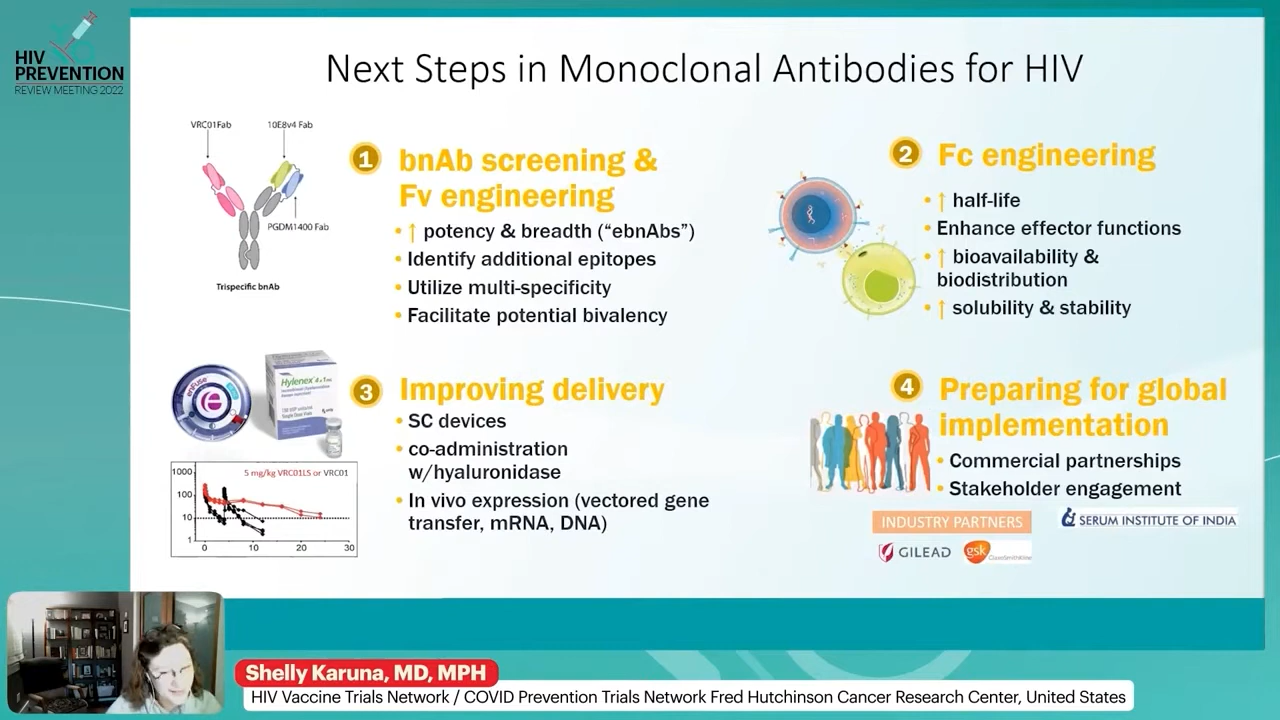 HIV
PREVENTION
REVIEW MEETING 2022
Next Steps in Monoclonal Antibodies for HIV
VRC01Fab
10E8v4 Fab
PGDM1400 Fab
Trispecific bnAb
1
bnAb screening &
Fv engineering
• ↑ potency & breadth (“ebnAbs”)
• Identify additional epitopes
• Utilize multi-specificity
• Facilitate potential bivalency
2
Fc engineering
• ↑ half-life
• Enhance effector functions
• ↑ bioavailability &
biodistribution
• ↑ solubility & stability
enFuse
e
Hylenex
3
Improving delivery
• SC devices
• co-administration
w/hyaluronidase
• In vivo expression (vectored gene
transfer, mRNA, DNA)
5 mg/kg VRC01LS or VRC01
1000
100
10
1
0 10 20 30
4
Preparing for global
implementation
• Commercial partnerships
• Stakeholder engagement
INDUSTRY PARTNERS
SERUM INSTITUTE OF INDIA
GILEAD
gsk GlaxoSmithKline
Shelly Karuna, MD, MPH
HIV Vaccine Trials Network / COVID Prevention Trials Network Fred Hutchinson Cancer Research Center, United States